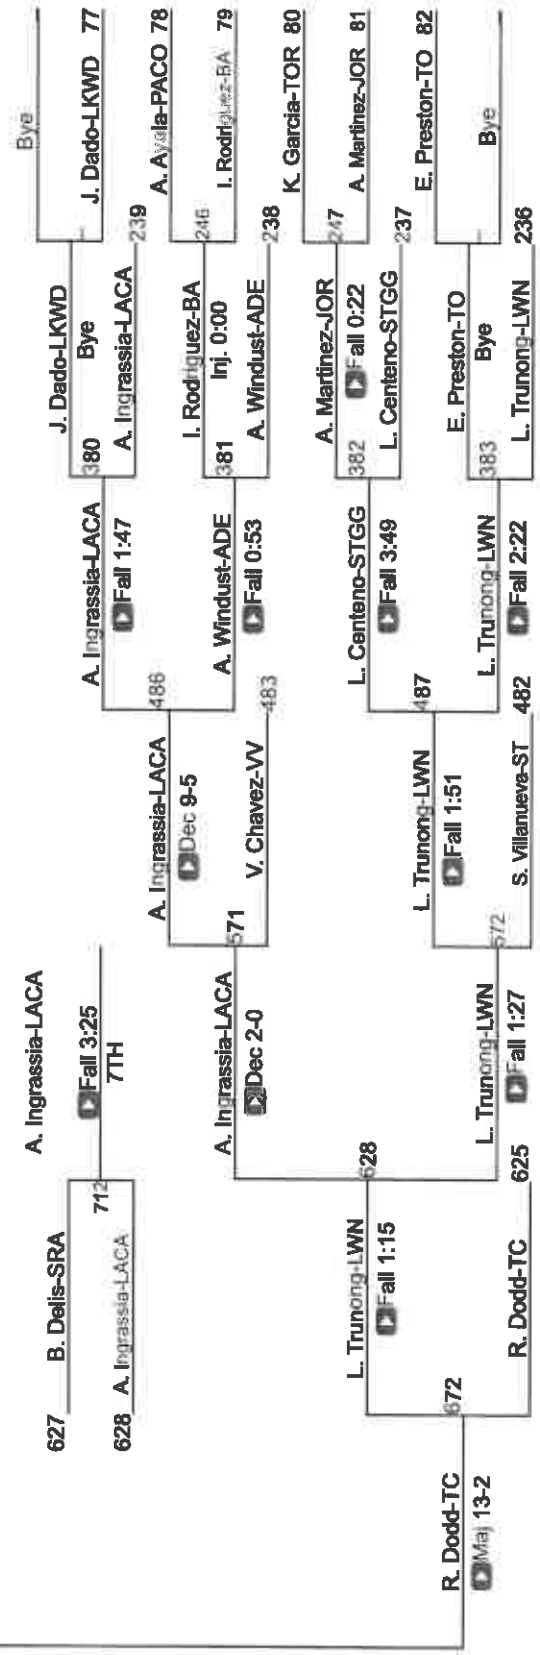 Bye
A. Ingrassia-LACA
627 B. Delis-SRA
J. Dado-LKWD
Fall 3:25
Bye
J. Dado-LKWD 77
712
A. Ingrassia-LACA
380
7TH
628 A. Ingrassia-LACA
Fall 1:47
A. Ingrassia-LACA 239
A. Ingrassia-LACA
486
A. Ayala-PACO 78
Dec 9-5
I. Rodriguez-BA
246
A. Ingrassia-LACA
571
A. Windust-ADE
Inj. 0:00
381
I. Rodriguez-BA 79
Dec 2-0
V. Chavez-VV 483
Fall 0:53
A. Windust-ADE 238
K. Garcia-TOR 80
A. Martinez-JOR
247
L. Trunong-LWN
628
L. Centeno-STGG
382
Fall 0:22
A. Martinez-JOR 81
Fall 1:15
Fall 3:49
L. Centeno-STGG 237
L. Trunong-LWN
487
E. Preston-TO 82
R. Dodd-TC
672
Fall 1:51
E. Preston-TO
Maj 13-2
L. Trunong-LWN
572
L. Trunong-LWN
383
Bye
Bye
R. Dodd-TC 625
Fall 1:27
S. Villanueva-ST 482
Fall 2:22
L. Trunong-LWN 236